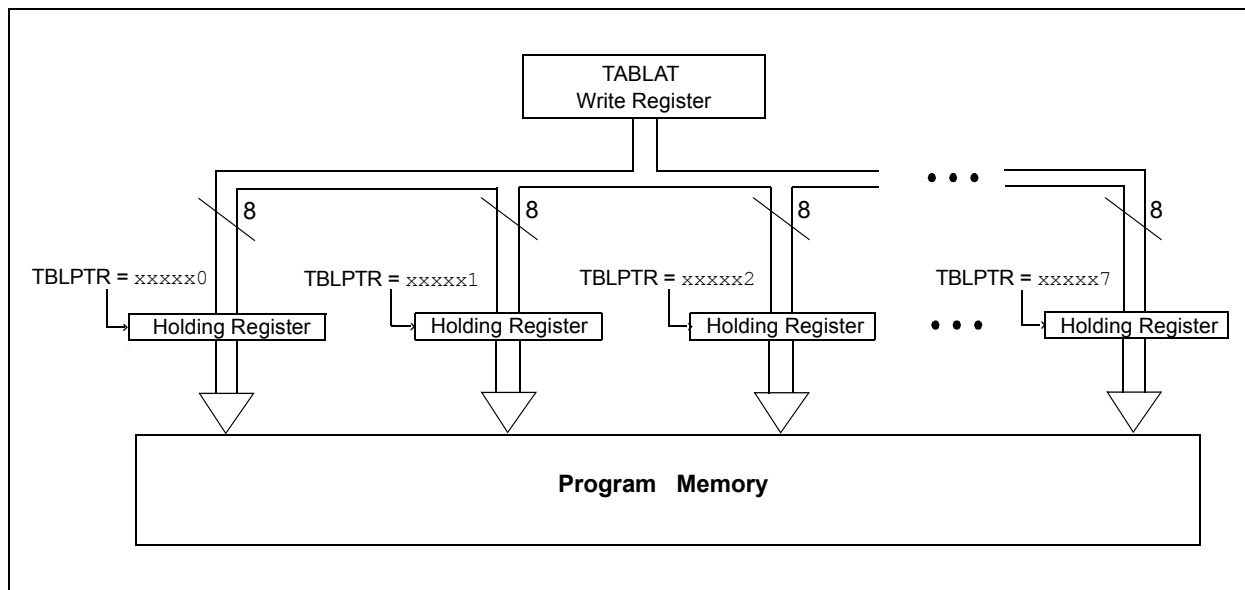 TABLAT
Write Register
8
8
8
8
TBLPTR = xxxxx0
TBLPTR = xxxxx1
TBLPTR = xxxxx2
TBLPTR = xxxxx7
Holding Register
Holding Register
Holding Register
Holding Register
Program Memory